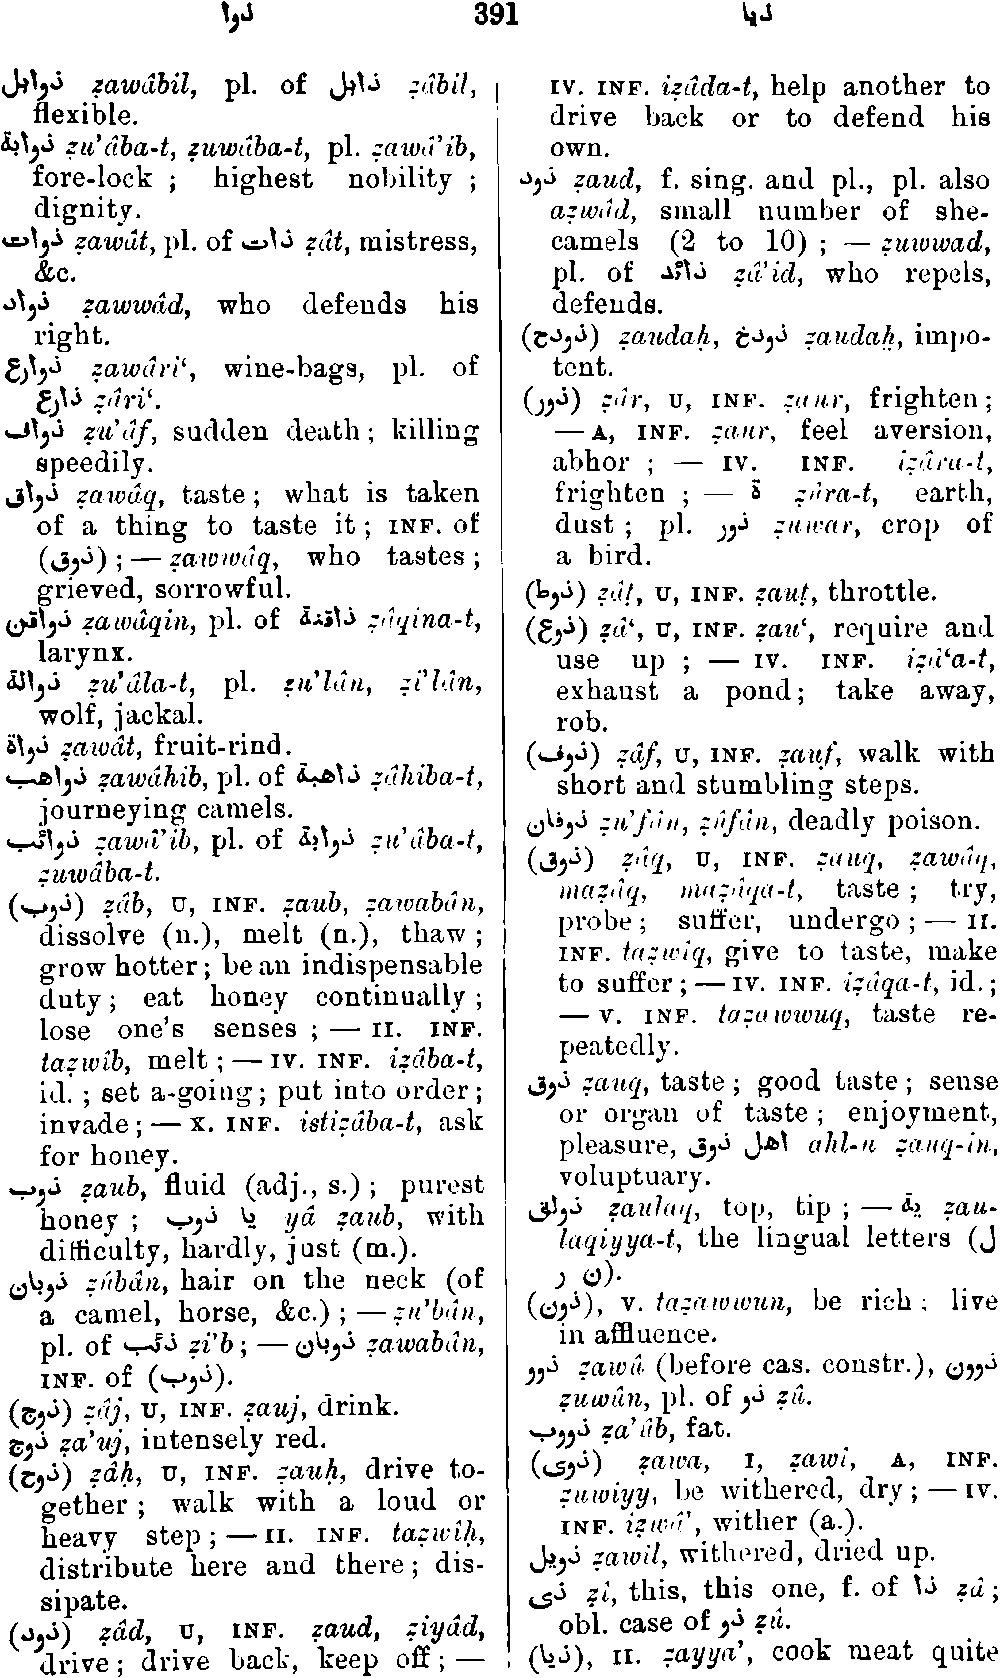 ذوا 391 ذيا
ذوابل ẓawâbil, pl. of ذابل ẓâbil,
flexible.
ذوابة ẓu’âba-t, ẓuwâba-t, pl. ẓawâ’ib,
fore-lock ; highest nobility ;
dignity.
ذوات ẓawât, pl. of ذات ẓât, mistress,
&c.
ذواد ẓawwâd, who defends his
right.
ذوارع ẓawâri‘, wine-bags, pl. of
ذارع ẓâri‘.
ذواف ẓu’âf, sudden death ; killing
speedily.
ذواق ẓawâq, taste ; what is taken
of a thing to taste it ; INF. of
(ذوق) ; — ẓawwâq, who tastes ;
grieved, sorrowful.
ذواقن ẓawâqin, pl. of ذاقنة ẓâqina-t,
larynx.
ذوالة ẓu’âla-t, pl. ẓu’lân, ẓi’lân,
wolf, jackal.
ذواة ẓawât, fruit-rind.
ذواهب ẓawâhib, pl. of ذاهبة ẓâhiba-t,
journeying camels.
ذوائب ẓawâ’ib, pl. of ذوابة ẓu’âba-t,
ẓuwâba-t.
(ذوب) ẓâb, U, INF. ẓaub, ẓawabân,
dissolve (n.), melt (n.), thaw ;
grow hotter ; be an indispensable
duty ; eat honey continually ;
lose one's senses ; — II. INF.
taẓwîb, melt ; — IV. INF. iẓâba-t,
id. ; set a-going ; put into order ;
invade ; — X. INF. istiẓâba-t, ask
for honey.
ذوب ẓaub, fluid (adj., s.) ; purest
honey ; يا ذوب yâ ẓaub, with
difficulty, hardly, just (m.).
ذوبان ẓûbân, hair on the neck (of
a camel, horse, &c.) ; — ẓu’bân,
pl. of ذئب ẓi’b ; — ذوبان ẓawabân,
INF. of (ذوب).
(ذوج) ẓâj, U, INF. ẓauj, drink.
ذوج ẓa’uj, intensely red.
(ذوح) ẓâḥ, U, INF. ẓauḥ, drive to-
gether ; walk with a loud or
heavy step ; — II. INF. taẓwîḥ,
distribute here and there ; dis-
sipate.
(ذود) ẓâd, U, INF. ẓaud, ẓiyâd,
drive ; drive back, keep off ; —
IV. INF. iẓâda-t, help another to
drive back or to defend his
own.
ذود ẓaud, f. sing. and pl., pl. also
aẓwâd, small number of she-
camels (2 to 10) ; — ẓuwwad,
pl. of ذائد ẓâ’id, who repels,
defends.
(ذودح) ẓaudaḥ, ذودخ ẓaudaḫ, impo-
tent.
(ذور) ẓâr, U, INF. ẓaur, frighten ;
— A, INF. ẓaur, feel aversion,
abhor ; — IV. INF. iẓâra-t,
frighten ; — ة ẓûra-t, earth,
dust ; pl. ذور ẓuwar, crop of
a bird.
(ذوط) ẓâṭ, U, INF. ẓauṭ, throttle.
(ذوع) ẓâ‘, U, INF. ẓau‘, require and
use up ; — IV. INF. iẓâ‘a-t,
exhaust a pond ; take away,
rob.
(ذوف) ẓâf, U, INF. ẓauf, walk with
short and stumbling steps.
ذوفان ẓu’fân, ẓûfân, deadly poison.
(ذوق) ẓâq, U, INF. ẓauq, ẓawâq,
maẓâq, maẓâqa-t, taste ; try,
probe ; suffer, undergo ; — II.
INF. taẓwîq, give to taste, make
to suffer ; — IV. INF. iẓâqa-t, id. ;
— V. INF. taẓawwuq, taste re-
peatedly.
ذوق ẓauq, taste ; good taste ; sense
or organ of taste ; enjoyment,
pleasure, اهل ذوق ahl-u ẓauq-in,
voluptuary.
ذولق ẓaulaq, top, tip ; — ية ẓau-
laqiyya-t, the lingual letters (ل
ن ر).
(ذون), V. taẓawwun, be rich ; live
in affluence.
ذوو ẓawû (before cas. constr.), ذوون
ẓuwûn, pl. of ذو ẓû.
ذووب ẓa’ûb, fat.
(ذوى) ẓawa, I, ẓawî, A, INF.
ẓuwiyy, be withered, dry ; — IV.
INF. iẓwâ’, wither (a.).
ذويل ẓawîl, withered, dried up.
ذى ẓî, this, this one, f. of ذا ẓâ ;
obl. case of ذو ẓû.
(ذيا), II. ẓayya’, cook meat quite